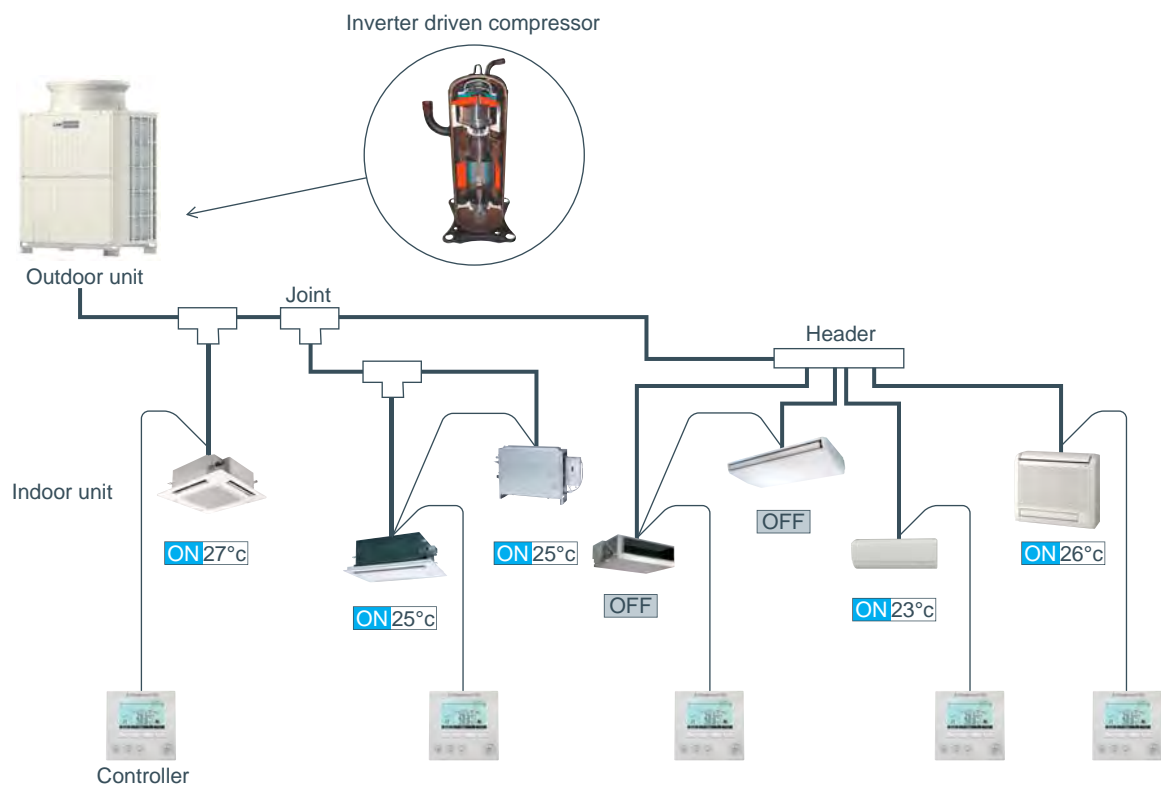 Inverter driven compressor
Outdoor unit
Joint
Header
Indoor unit
OFF
ON 27°c
ON 25°c
ON 26°c
OFF
ON 25°c
ON 23°c
Controller